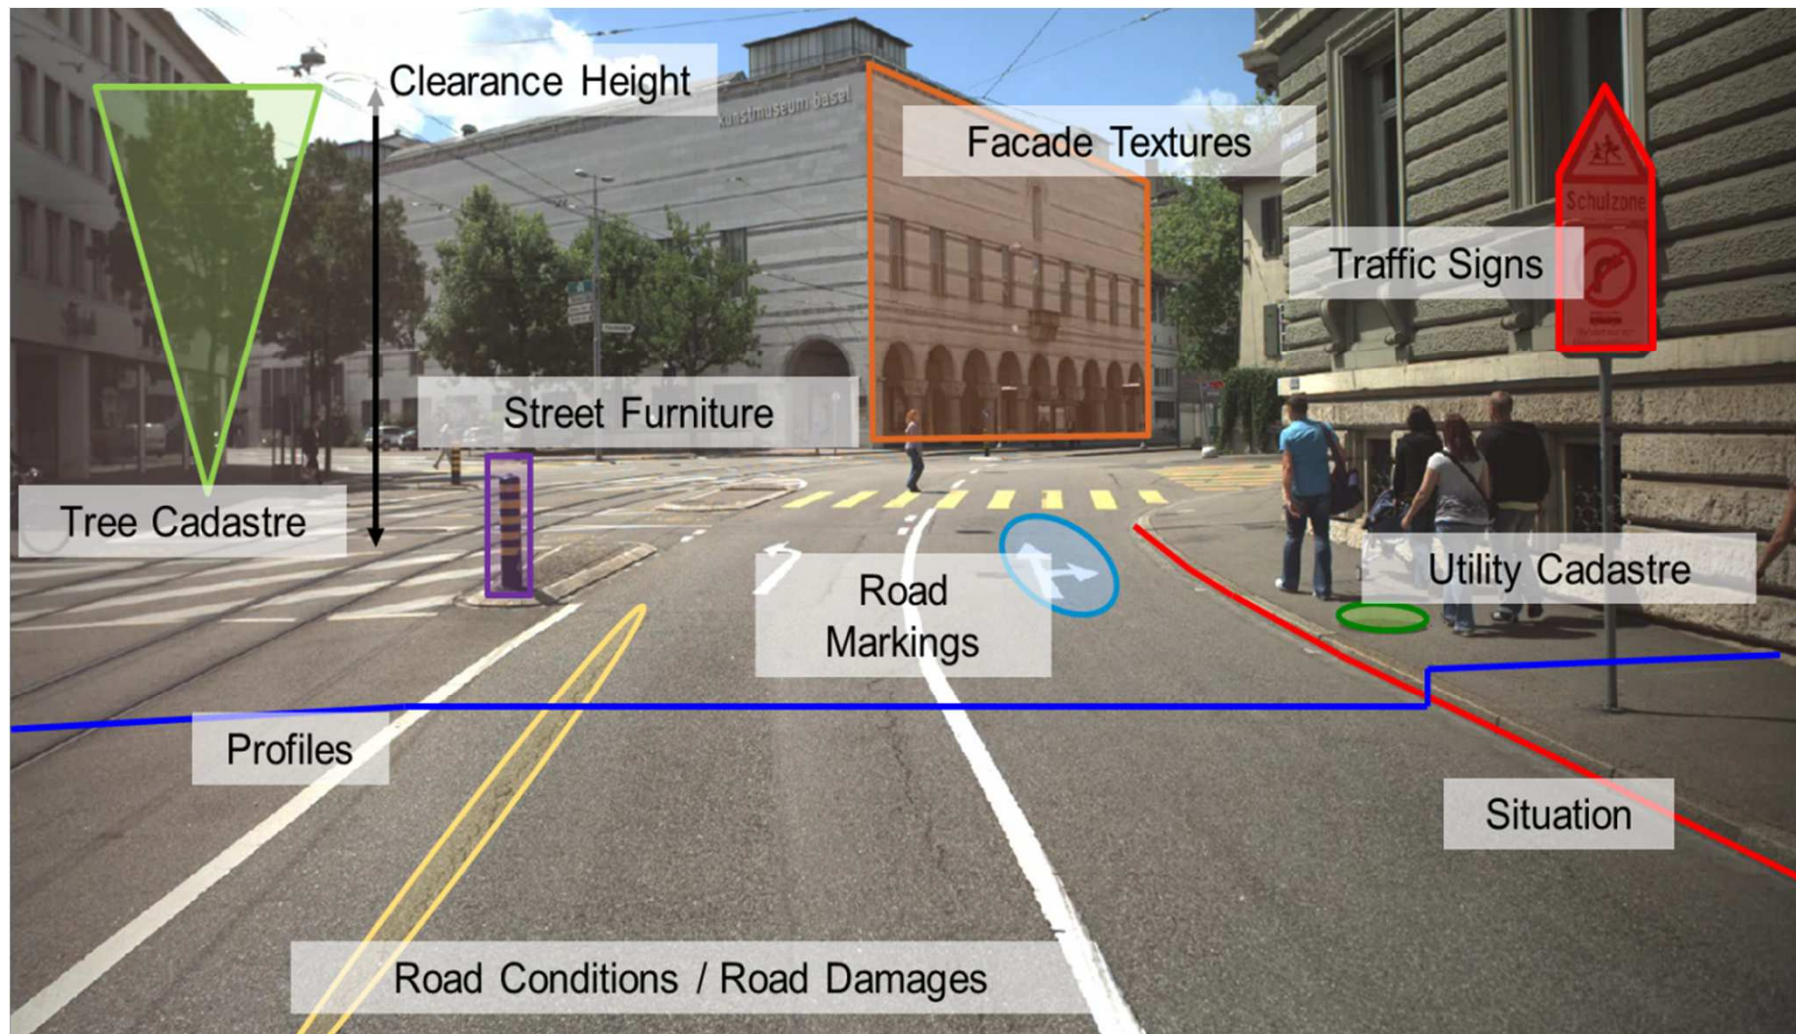 Clearance Height
kunstmuseum basel
Facade Textures
Schulzone
Traffic Signs
Street Furniture
Tree Cadastre
Utility Cadastre
Road
Markings
Profiles
Situation
Road Conditions / Road Damages